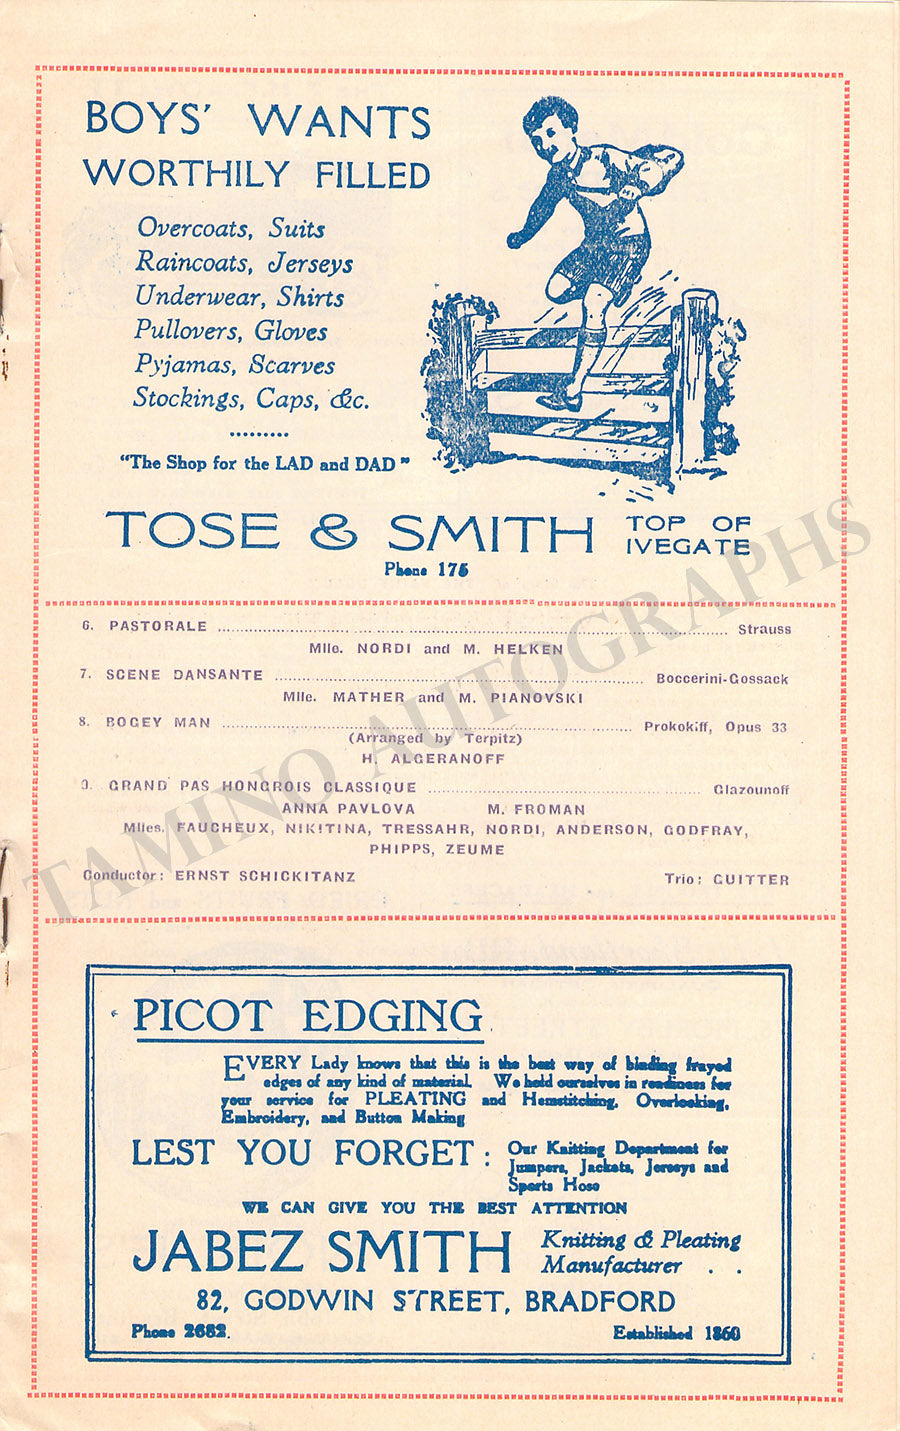 BOYS' WANTS
WORTHILY FILLED
Overcoats, Suits
Raincoats, Jerseys
Underwear, Shirts
Pullovers, Gloves
Pyjamas, Scarves
Stockings, Caps, &c.
.........
"The Shop for the LAD and DAD"
TOSE & SMITH TOP OF IVEGATE
Phone 175
6. PASTORALE ........ Strauss
Mlle. NORDI and M. HELKEN
7. SCENE DANSANTE ........ Boccerini-Gossack
Mlle. MATHER and M. PIANOVSKI
8. BOGEY MAN ........ Prokokiff, Opus 33
(Arranged by Terpitz)
H. ALGERANOFF
9. GRAND PAS HONGROIS CLASSIQUE ........ Glazounoff
ANNA PAVLOVA M. FROMAN
Mlles. FAUCHEUX, NIKITINA, TRESSAHR, NORDI, ANDERSON, GODFRAY,
PHIPPS, ZEUME
Conductor: ERNST SCHICKITANZ Trio: GUITTER
TAMINO AUTOGRAPHS
PICOT EDGING
EVERY Lady knows that this is the best way of binding frayed
edges of any kind of material. We hold ourselves in readiness for
your service for PLEATING and Hemstitching, Overlocking,
Embroidery, and Button Making
LEST YOU FORGET: Our Knitting Department for
Jumpers, Jackets, Jerseys and
Sports Hose
WE CAN GIVE YOU THE BEST ATTENTION
JABEZ SMITH Knitting & Pleating
Manufacturer . .
82, GODWIN STREET, BRADFORD
Phone 2682. Established 1860